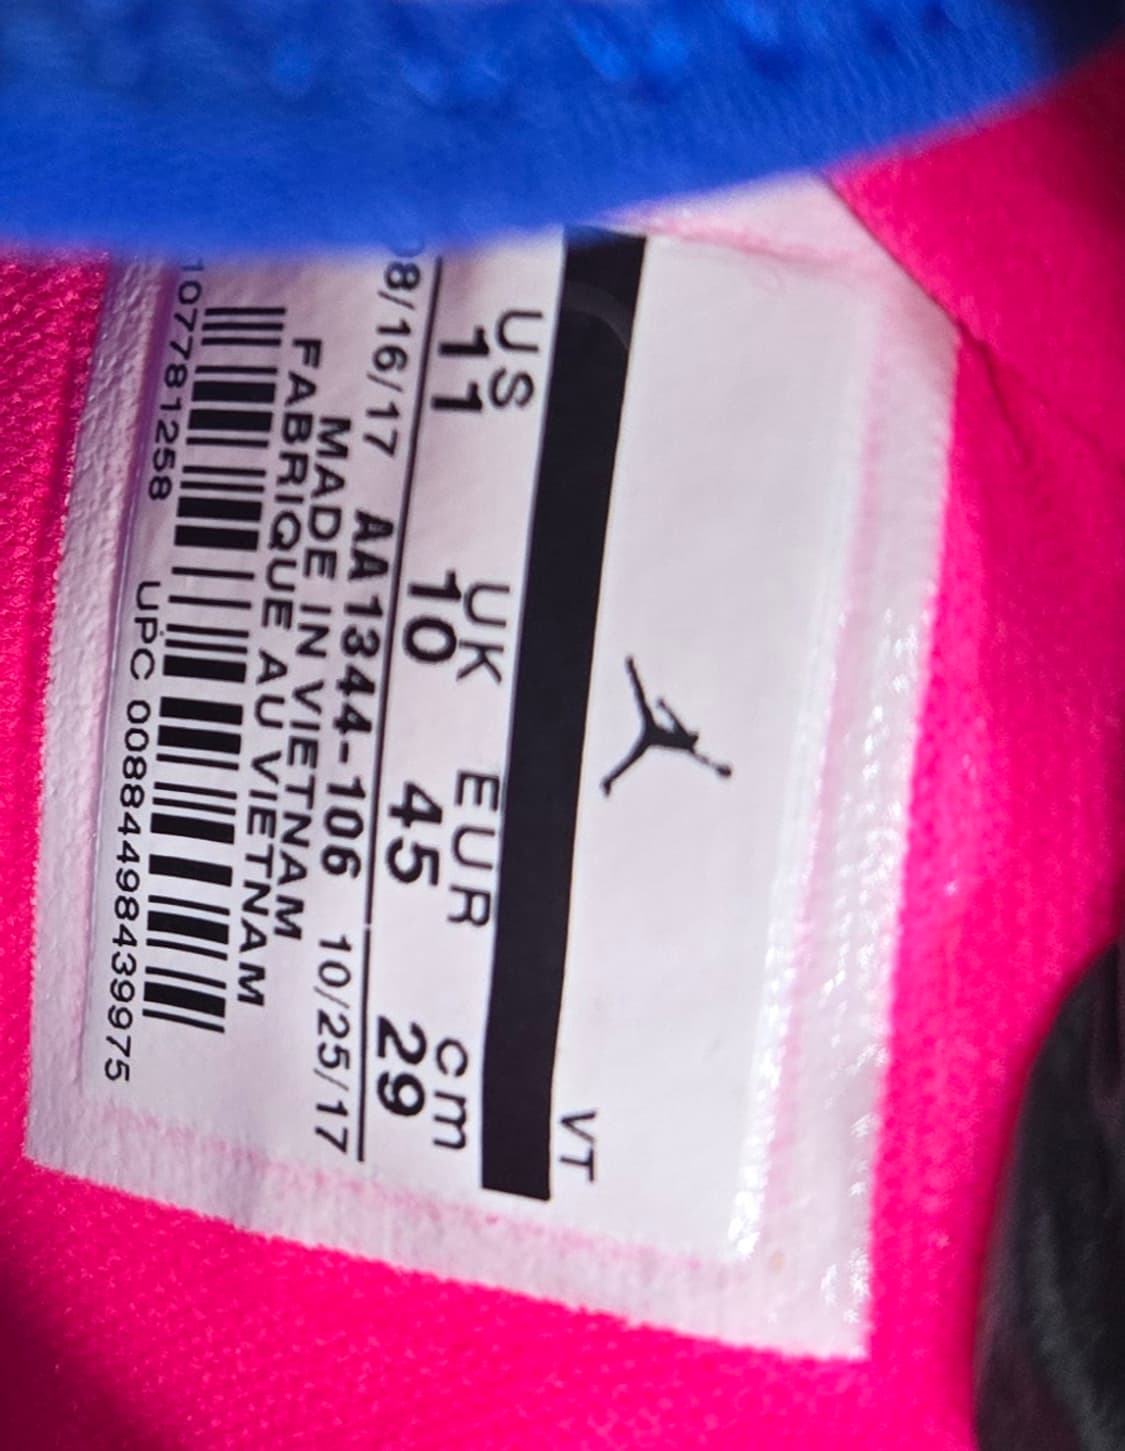 VT
US UK EUR cm
11 10 45 29
08/16/17 AA1344-106 10/25/17
MADE IN VIETNAM
FABRIQUE AU VIETNAM
107781258 UPC 00884498439975